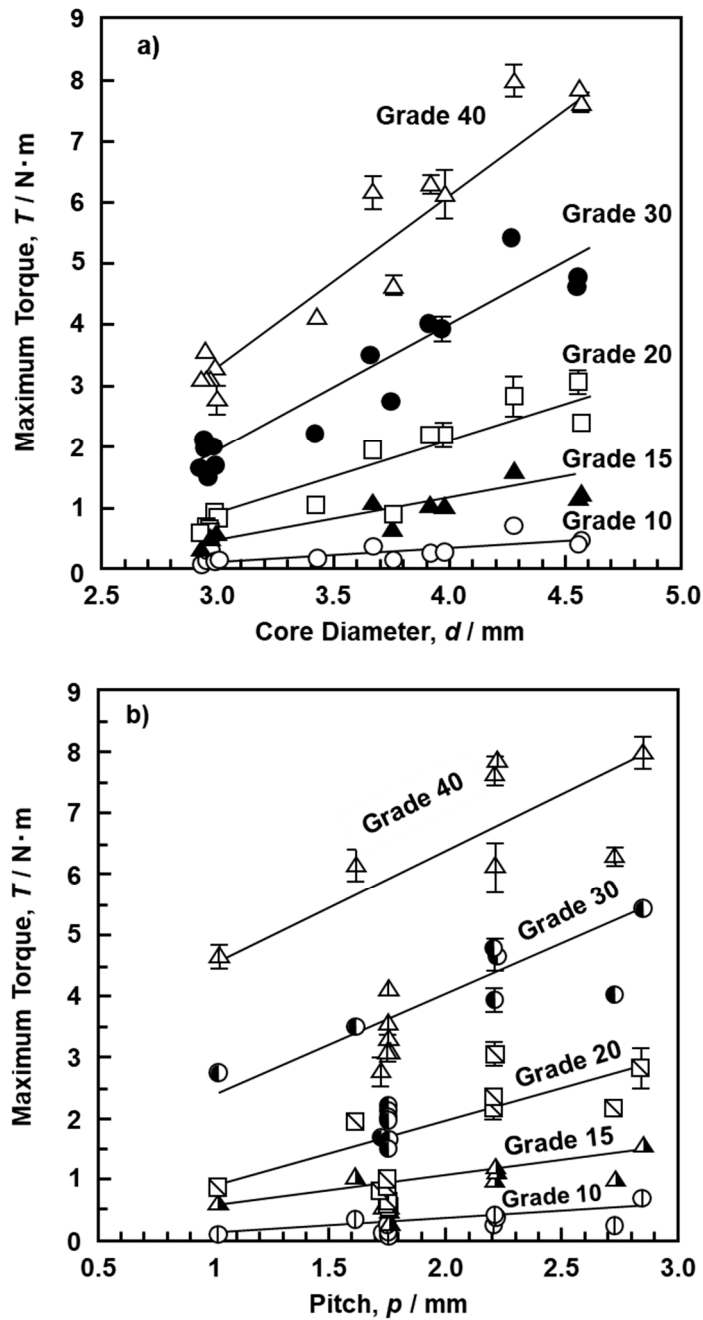 a)
9
8
7
6
5
4
3
2
1
0
Maximum Torque, T / N·m
Grade 40
Grade 30
Grade 20
Grade 15
Grade 10
2.5 3.0 3.5 4.0 4.5 5.0
Core Diameter, d / mm
b)
9
8
7
6
5
4
3
2
1
0
Maximum Torque, T / N·m
Grade 40
Grade 30
Grade 20
Grade 15
Grade 10
0.5 1 1.5 2.0 2.5 3.0
Pitch, p / mm